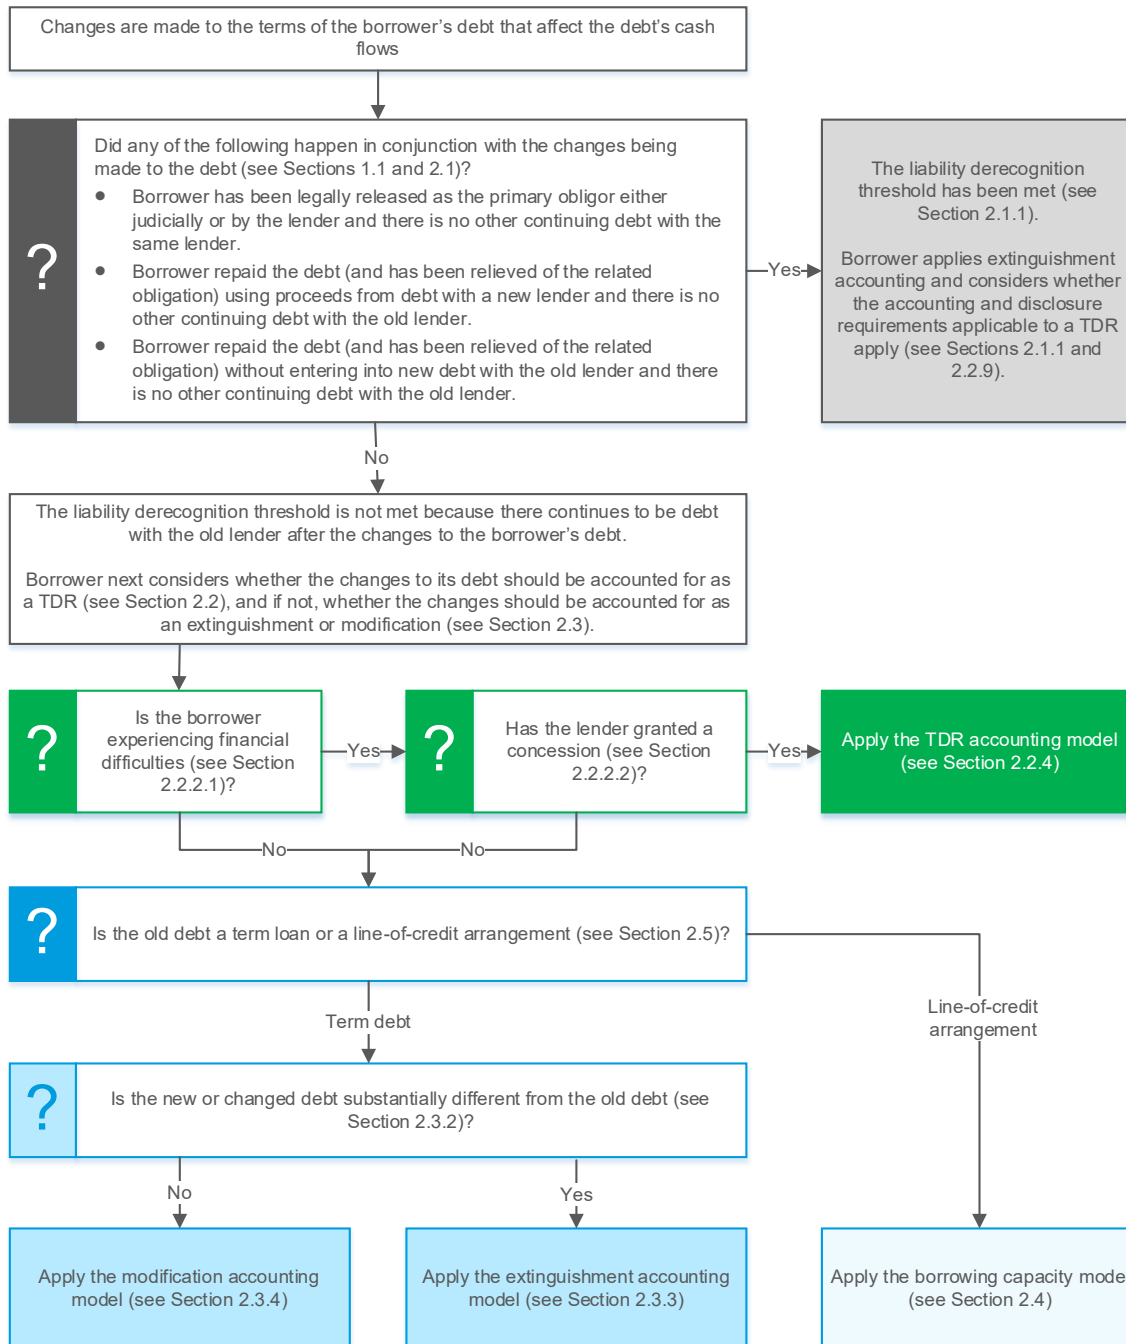 Changes are made to the terms of the borrower’s debt that affect the debt’s cash
flows
?
Did any of the following happen in conjunction with the changes being
made to the debt (see Sections 1.1 and 2.1)?
● Borrower has been legally released as the primary obligor either
judicially or by the lender and there is no other continuing debt with the
same lender.
● Borrower repaid the debt (and has been relieved of the related
obligation) using proceeds from debt with a new lender and there is no
other continuing debt with the old lender.
● Borrower repaid the debt (and has been relieved of the related
obligation) without entering into new debt with the old lender and there
is no other continuing debt with the old lender.
Yes
The liability derecognition
threshold has been met (see
Section 2.1.1).
Borrower applies extinguishment
accounting and considers whether
the accounting and disclosure
requirements applicable to a TDR
apply (see Sections 2.1.1 and
2.2.9).
No
The liability derecognition threshold is not met because there continues to be debt
with the old lender after the changes to the borrower’s debt.
Borrower next considers whether the changes to its debt should be accounted for as
a TDR (see Section 2.2), and if not, whether the changes should be accounted for as
an extinguishment or modification (see Section 2.3).
?
Is the borrower
experiencing financial
difficulties (see Section
2.2.2.1)?
Yes
?
Has the lender granted a
concession (see Section
2.2.2.2)?
Yes
Apply the TDR accounting model
(see Section 2.2.4)
No
No
?
Is the old debt a term loan or a line-of-credit arrangement (see Section 2.5)?
Term debt
Line-of-credit
arrangement
?
Is the new or changed debt substantially different from the old debt (see
Section 2.3.2)?
No
Yes
Apply the modification accounting
model (see Section 2.3.4)
Apply the extinguishment accounting
model (see Section 2.3.3)
Apply the borrowing capacity model
(see Section 2.4)